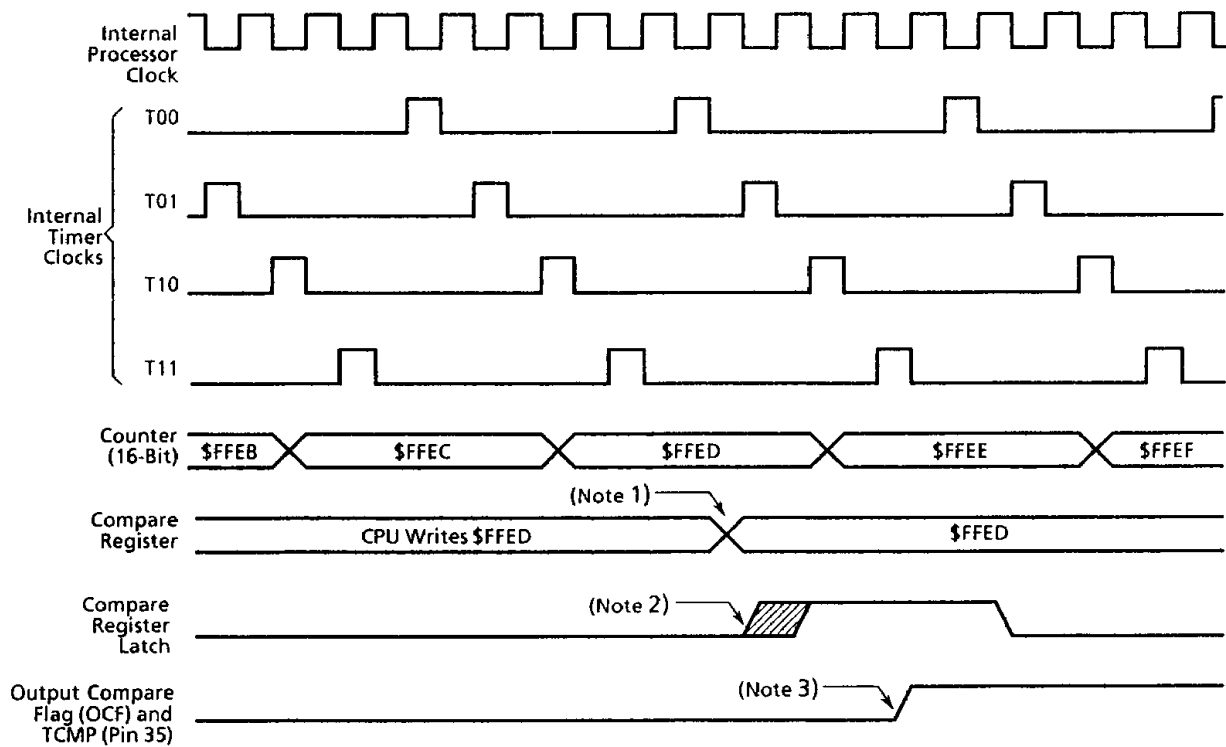 Internal
Processor
Clock
T00
T01
Internal
Timer
Clocks
T10
T11
Counter
(16-Bit)
$FFEB
$FFEC
$FFED
$FFEE
$FFEF
(Note 1)
Compare
Register
CPU Writes $FFED
$FFED
Compare
Register
Latch
(Note 2)
Output Compare
Flag (OCF) and
TCMP (Pin 35)
(Note 3)